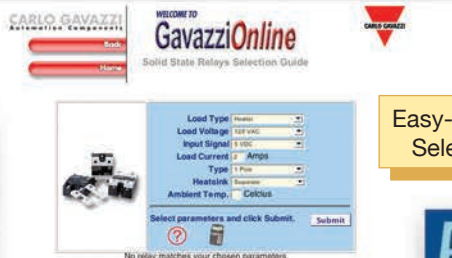 CARLO GAVAZZI
Automation Components
Back
Home
WELCOME TO
GavazziOnline
Solid State Relays Selection Guide
CARLO GAVAZZI
Easy-
Sele
Load Type Heater
Load Voltage 120 VAC
Input Signal 5 VDC
Load Current 2 Amps
Type 1 Pole
Heatsink Separate
Ambient Temp. Celcius
Select parameters and click Submit. Submit
?
No relay matches your chosen parameters